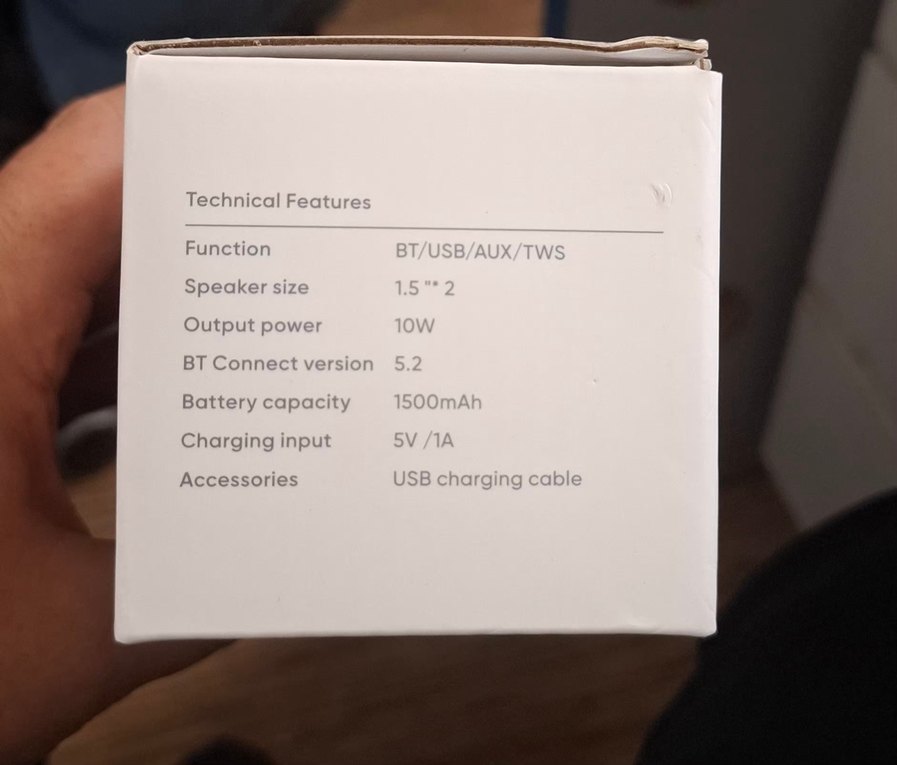 Technical Features
Function BT/USB/AUX/TWS
Speaker size 1.5 "* 2
Output power 10W
BT Connect version 5.2
Battery capacity 1500mAh
Charging input 5V /1A
Accessories USB charging cable